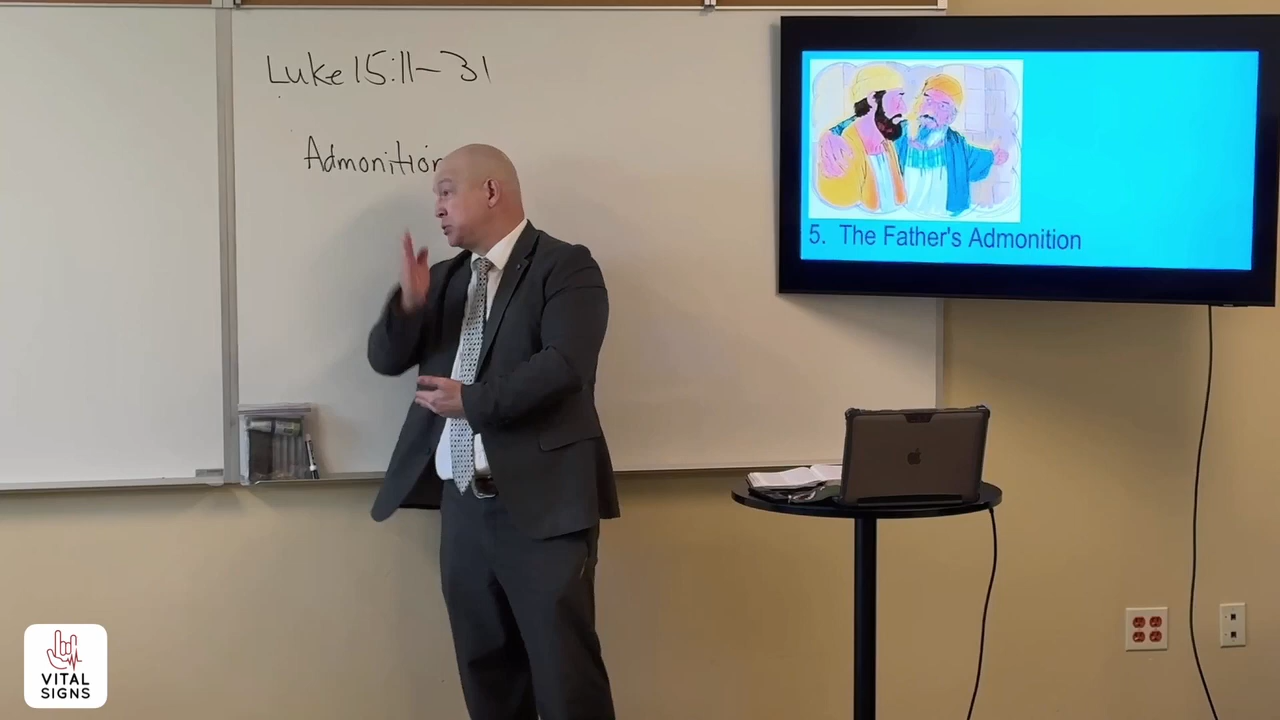 Luke 15:11-31
Admonition
5. The Father's Admonition
VITAL
SIGNS